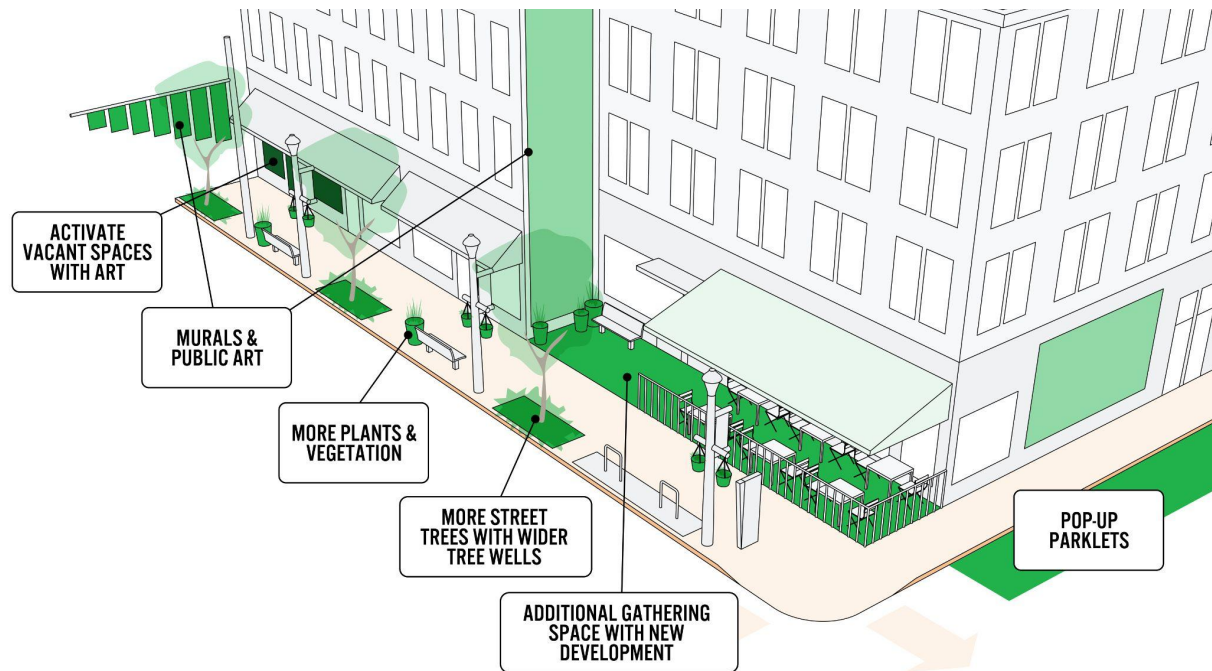 ACTIVATE
VACANT SPACES
WITH ART
MURALS &
PUBLIC ART
MORE PLANTS &
VEGETATION
MORE STREET
TREES WITH WIDER
TREE WELLS
ADDITIONAL GATHERING
SPACE WITH NEW
DEVELOPMENT
POP-UP
PARKLETS